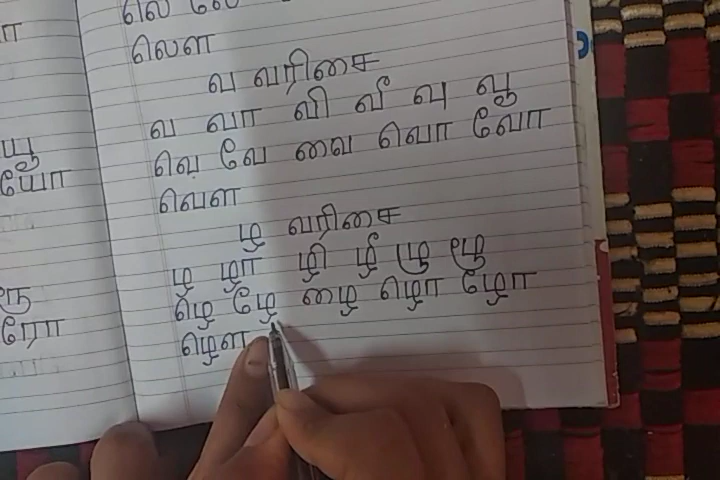 லெ லே
லெள
வ வரிசை
வ வா வி வீ வு வூ
வெ வே வை வொ வோ
வெள
ழ வரிசை
ழ ழா ழி ழீ ழு ழூ
ழெ ழே ழை ழொ ழோ
ழெள
யூ
யோ
ரூ
ரோ